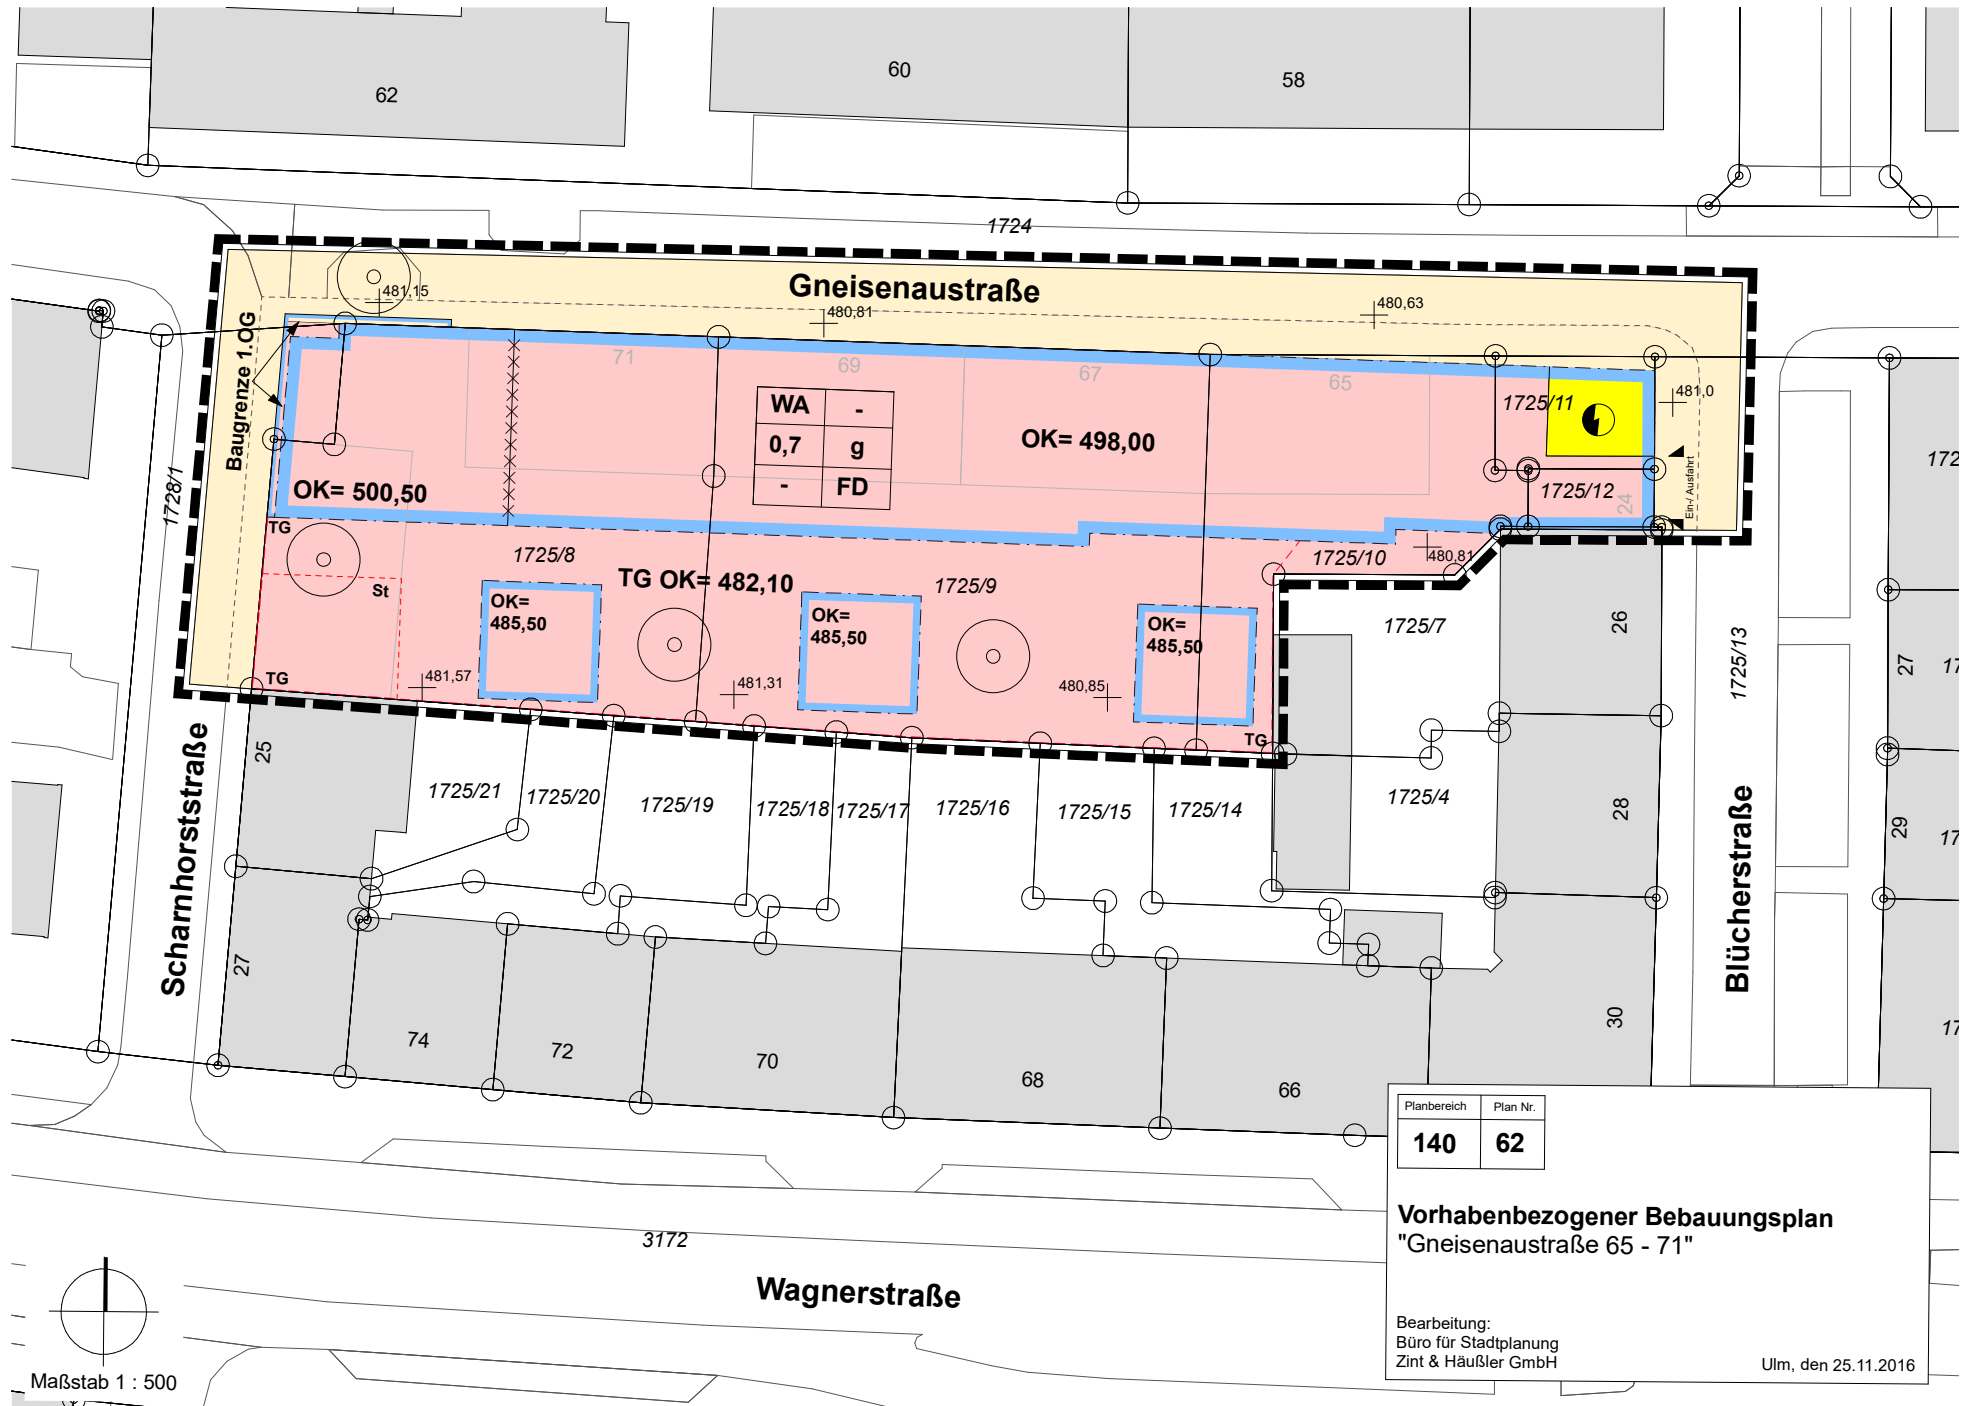 62
60
58
1724
Gneisenaustraße
481,15
480,81
480,63
481,0
Baugrenze 1.OG
71
69
67
65
24
WA -
0,7 g
- FD
OK= 498,00
OK= 500,50
1725/11
1725/12
Ein-/ Ausfahrt
1728/1
172
TG
1725/8
TG OK= 482,10
1725/9
1725/10
480,81
St
OK=
485,50
OK=
485,50
OK=
485,50
1725/7
26
1725/13
27
17
TG
481,57
481,31
480,85
TG
25
Scharnhorststraße
1725/21
1725/20
1725/19
1725/18
1725/17
1725/16
1725/15
1725/14
1725/4
28
Blücherstraße
29
17
27
74
72
70
68
66
30
17
Planbereich Plan Nr.
140 62
Vorhabenbezogener Bebauungsplan
"Gneisenaustraße 65 - 71"
Bearbeitung:
Büro für Stadtplanung
Zint & Häußler GmbH
Ulm, den 25.11.2016
3172
Wagnerstraße
Maßstab 1 : 500